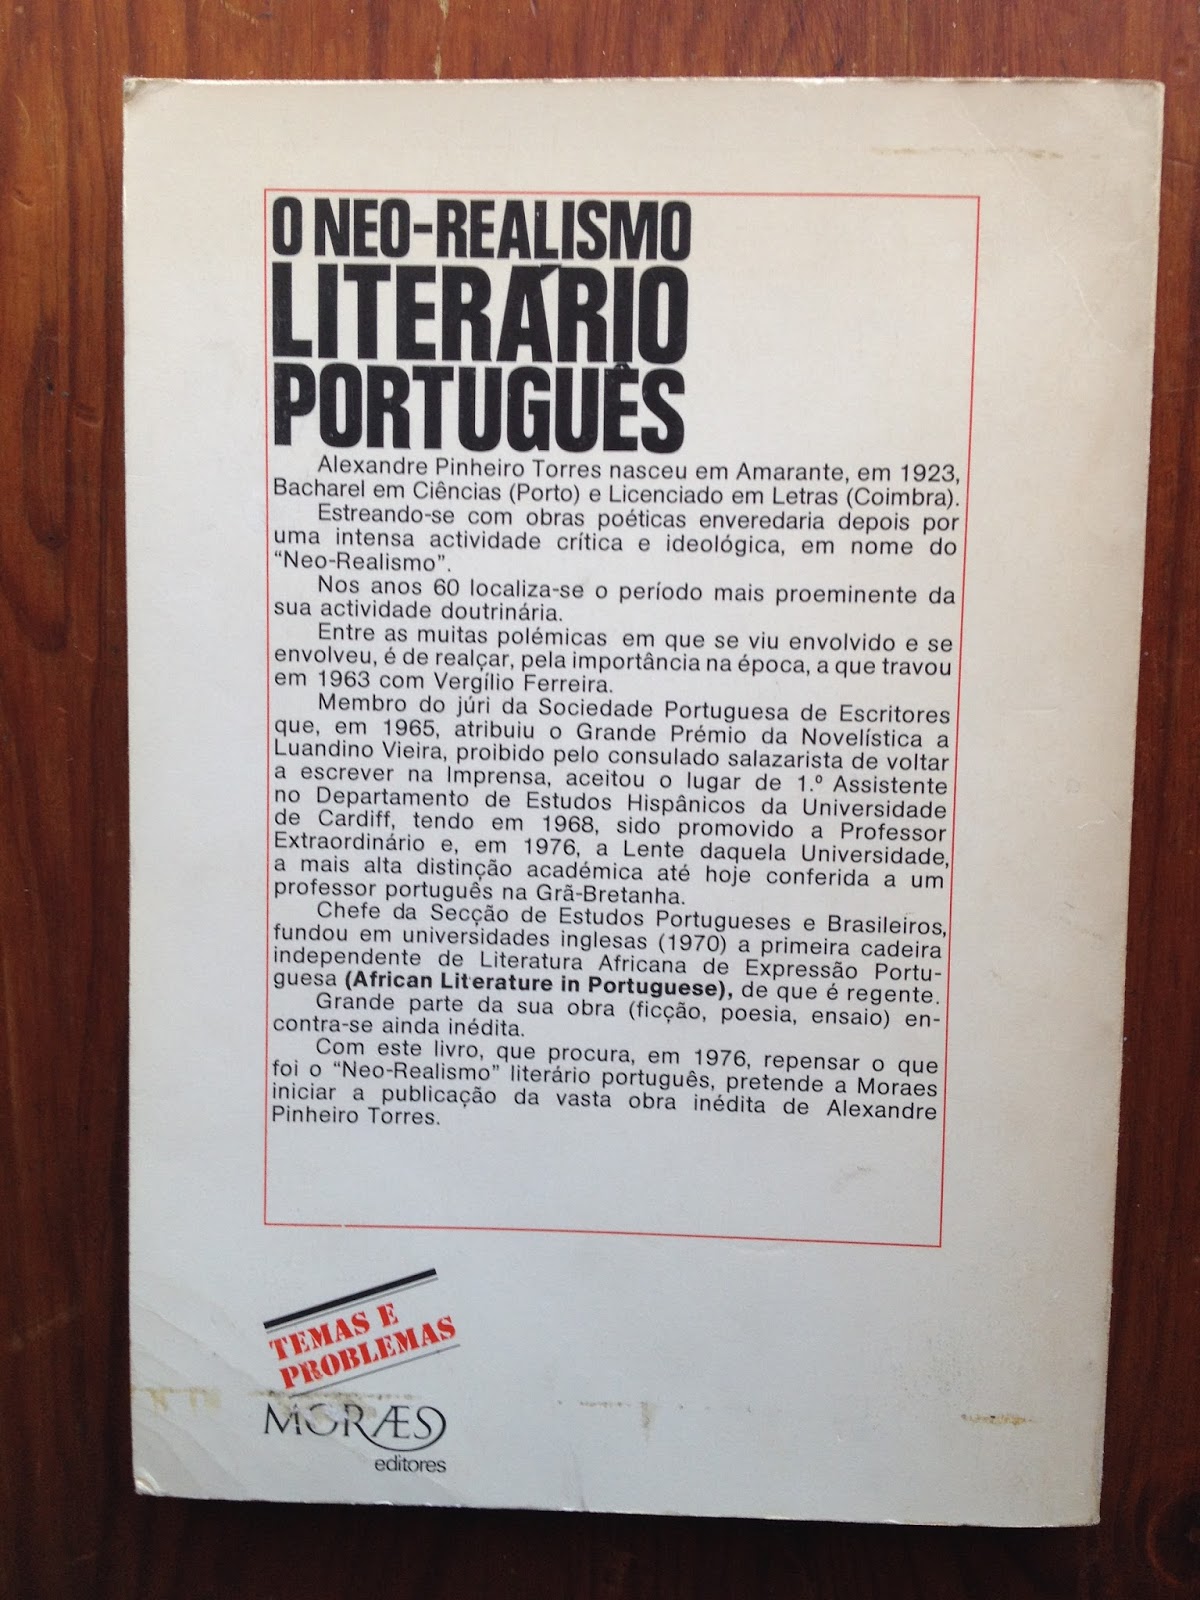 O NEO-REALISMO
LITERÁRIO
PORTUGUÊS
Alexandre Pinheiro Torres nasceu em Amarante, em 1923,
Bacharel em Ciências (Porto) e Licenciado em Letras (Coimbra).
Estreando-se com obras poéticas enveredaria depois por
uma intensa actividade crítica e ideológica, em nome do
“Neo-Realismo”.
Nos anos 60 localiza-se o período mais proeminente da
sua actividade doutrinária.
Entre as muitas polémicas em que se viu envolvido e se
envolveu, é de realçar, pela importância na época, a que travou
em 1963 com Vergílio Ferreira.
Membro do júri da Sociedade Portuguesa de Escritores
que, em 1965, atribuiu o Grande Prémio da Novelística a
Luandino Vieira, proibido pelo consulado salazarista de voltar
a escrever na Imprensa, aceitou o lugar de 1.º Assistente
no Departamento de Estudos Hispânicos da Universidade
de Cardiff, tendo em 1968, sido promovido a Professor
Extraordinário e, em 1976, a Lente daquela Universidade,
a mais alta distinção académica até hoje conferida a um
professor português na Grã-Bretanha.
Chefe da Secção de Estudos Portugueses e Brasileiros,
fundou em universidades inglesas (1970) a primeira cadeira
independente de Literatura Africana de Expressão Portu-
guesa (African Literature in Portuguese), de que é regente.
Grande parte da sua obra (ficção, poesia, ensaio) en-
contra-se ainda inédita.
Com este livro, que procura, em 1976, repensar o que
foi o “Neo-Realismo” literário português, pretende a Moraes
iniciar a publicação da vasta obra inédita de Alexandre
Pinheiro Torres.
TEMAS E
PROBLEMAS
MORÆS
editores